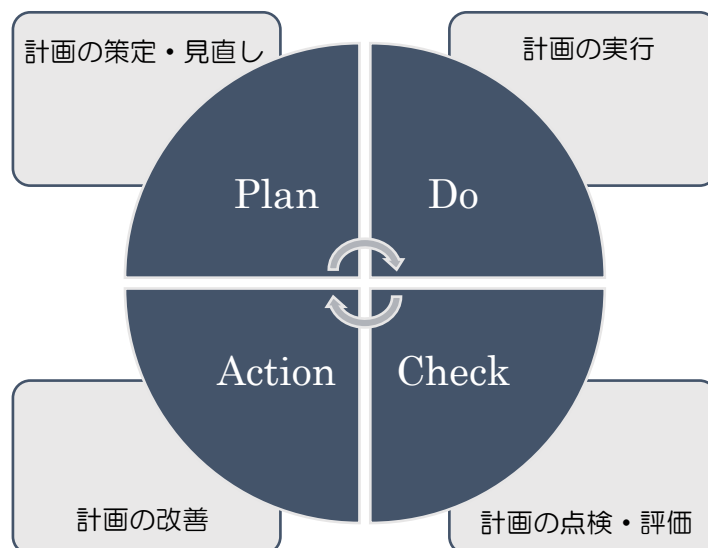 計画の策定・見直し
計画の実行
Plan
Do
Action
Check
計画の改善
計画の点検・評価